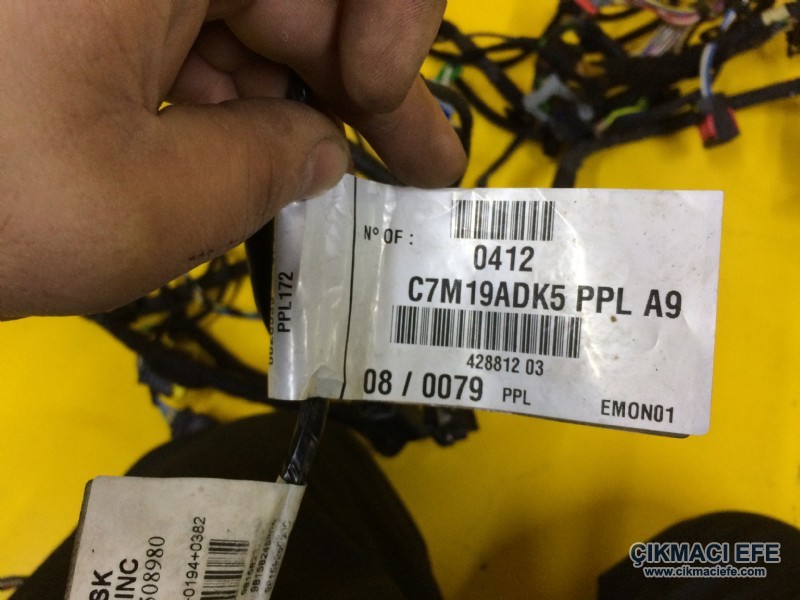 N° OF :
0412
C7M19ADK5 PPL A9
428812 03
08 / 0079 PPL
EMON01
PPL172
SK
INC
508980
-0194+0382
ÇIKMACI EFE
www.cikmaciefe.com